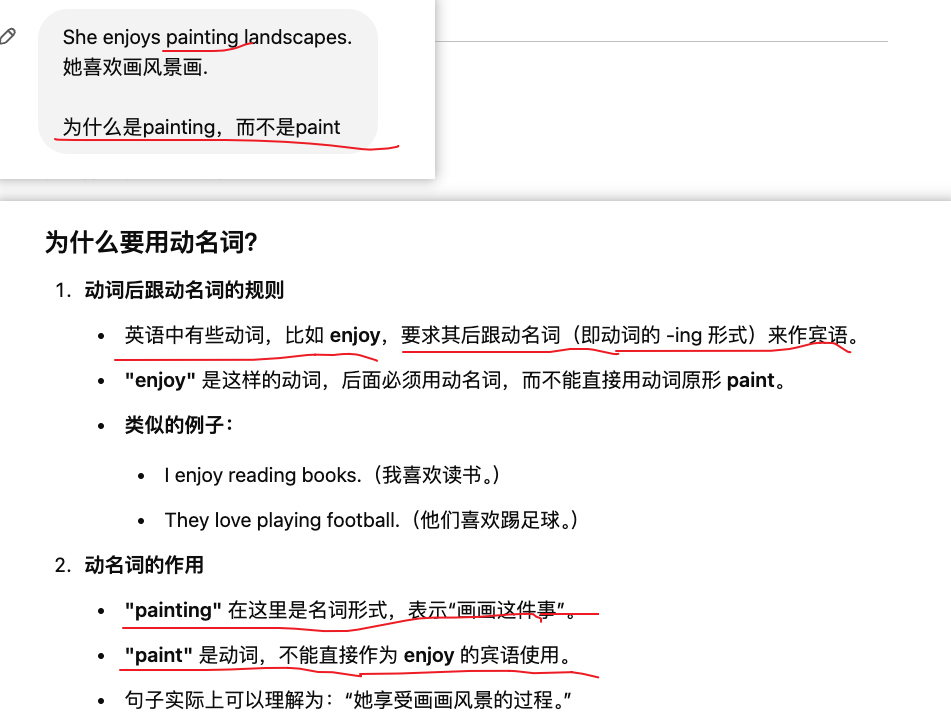 She enjoys painting landscapes.
她喜欢画风景画.
为什么是painting，而不是paint
为什么要用动名词？
1. 动词后跟动名词的规则
• 英语中有些动词，比如 enjoy，要求其后跟动名词（即动词的 -ing 形式）来作宾语。
• "enjoy" 是这样的动词，后面必须用动名词，而不能直接用动词原形 paint。
• 类似的例子：
• I enjoy reading books.（我喜欢读书。）
• They love playing football.（他们喜欢踢足球。）
2. 动名词的作用
• "painting" 在这里是名词形式，表示“画画这件事”。
• "paint" 是动词，不能直接作为 enjoy 的宾语使用。
• 句子实际上可以理解为：“她享受画画风景的过程。”